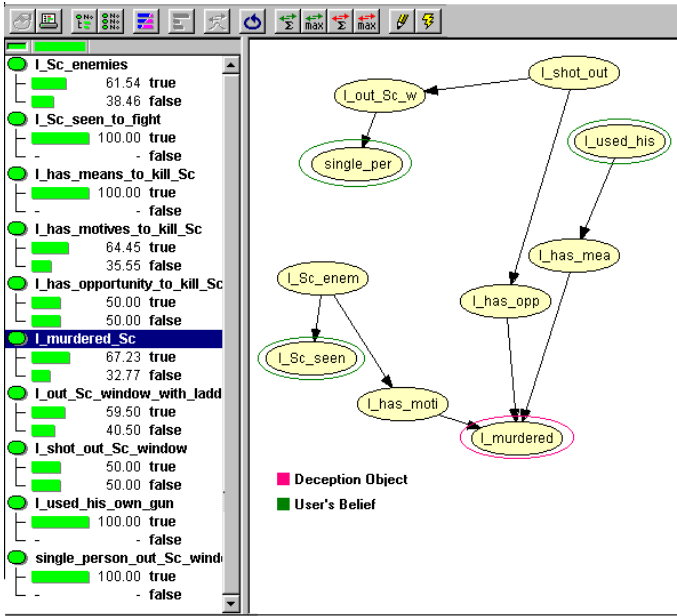 Σ max Σ max
I_Sc_enemies
61.54 true
38.46 false
I_Sc_seen_to_fight
100.00 true
- - false
I_has_means_to_kill_Sc
100.00 true
- - false
I_has_motives_to_kill_Sc
64.45 true
35.55 false
I_has_opportunity_to_kill_Sc
50.00 true
50.00 false
I_murdered_Sc
67.23 true
32.77 false
I_out_Sc_window_with_ladd
59.50 true
40.50 false
I_shot_out_Sc_window
50.00 true
50.00 false
I_used_his_own_gun
100.00 true
- - false
single_person_out_Sc_wind
100.00 true
- - false
I_shot_out
I_out_Sc_w
I_used_his
single_per
I_has_mea
I_Sc_enem
I_has_opp
I_Sc_seen
I_has_moti
I_murdered
Deception Object
User's Belief